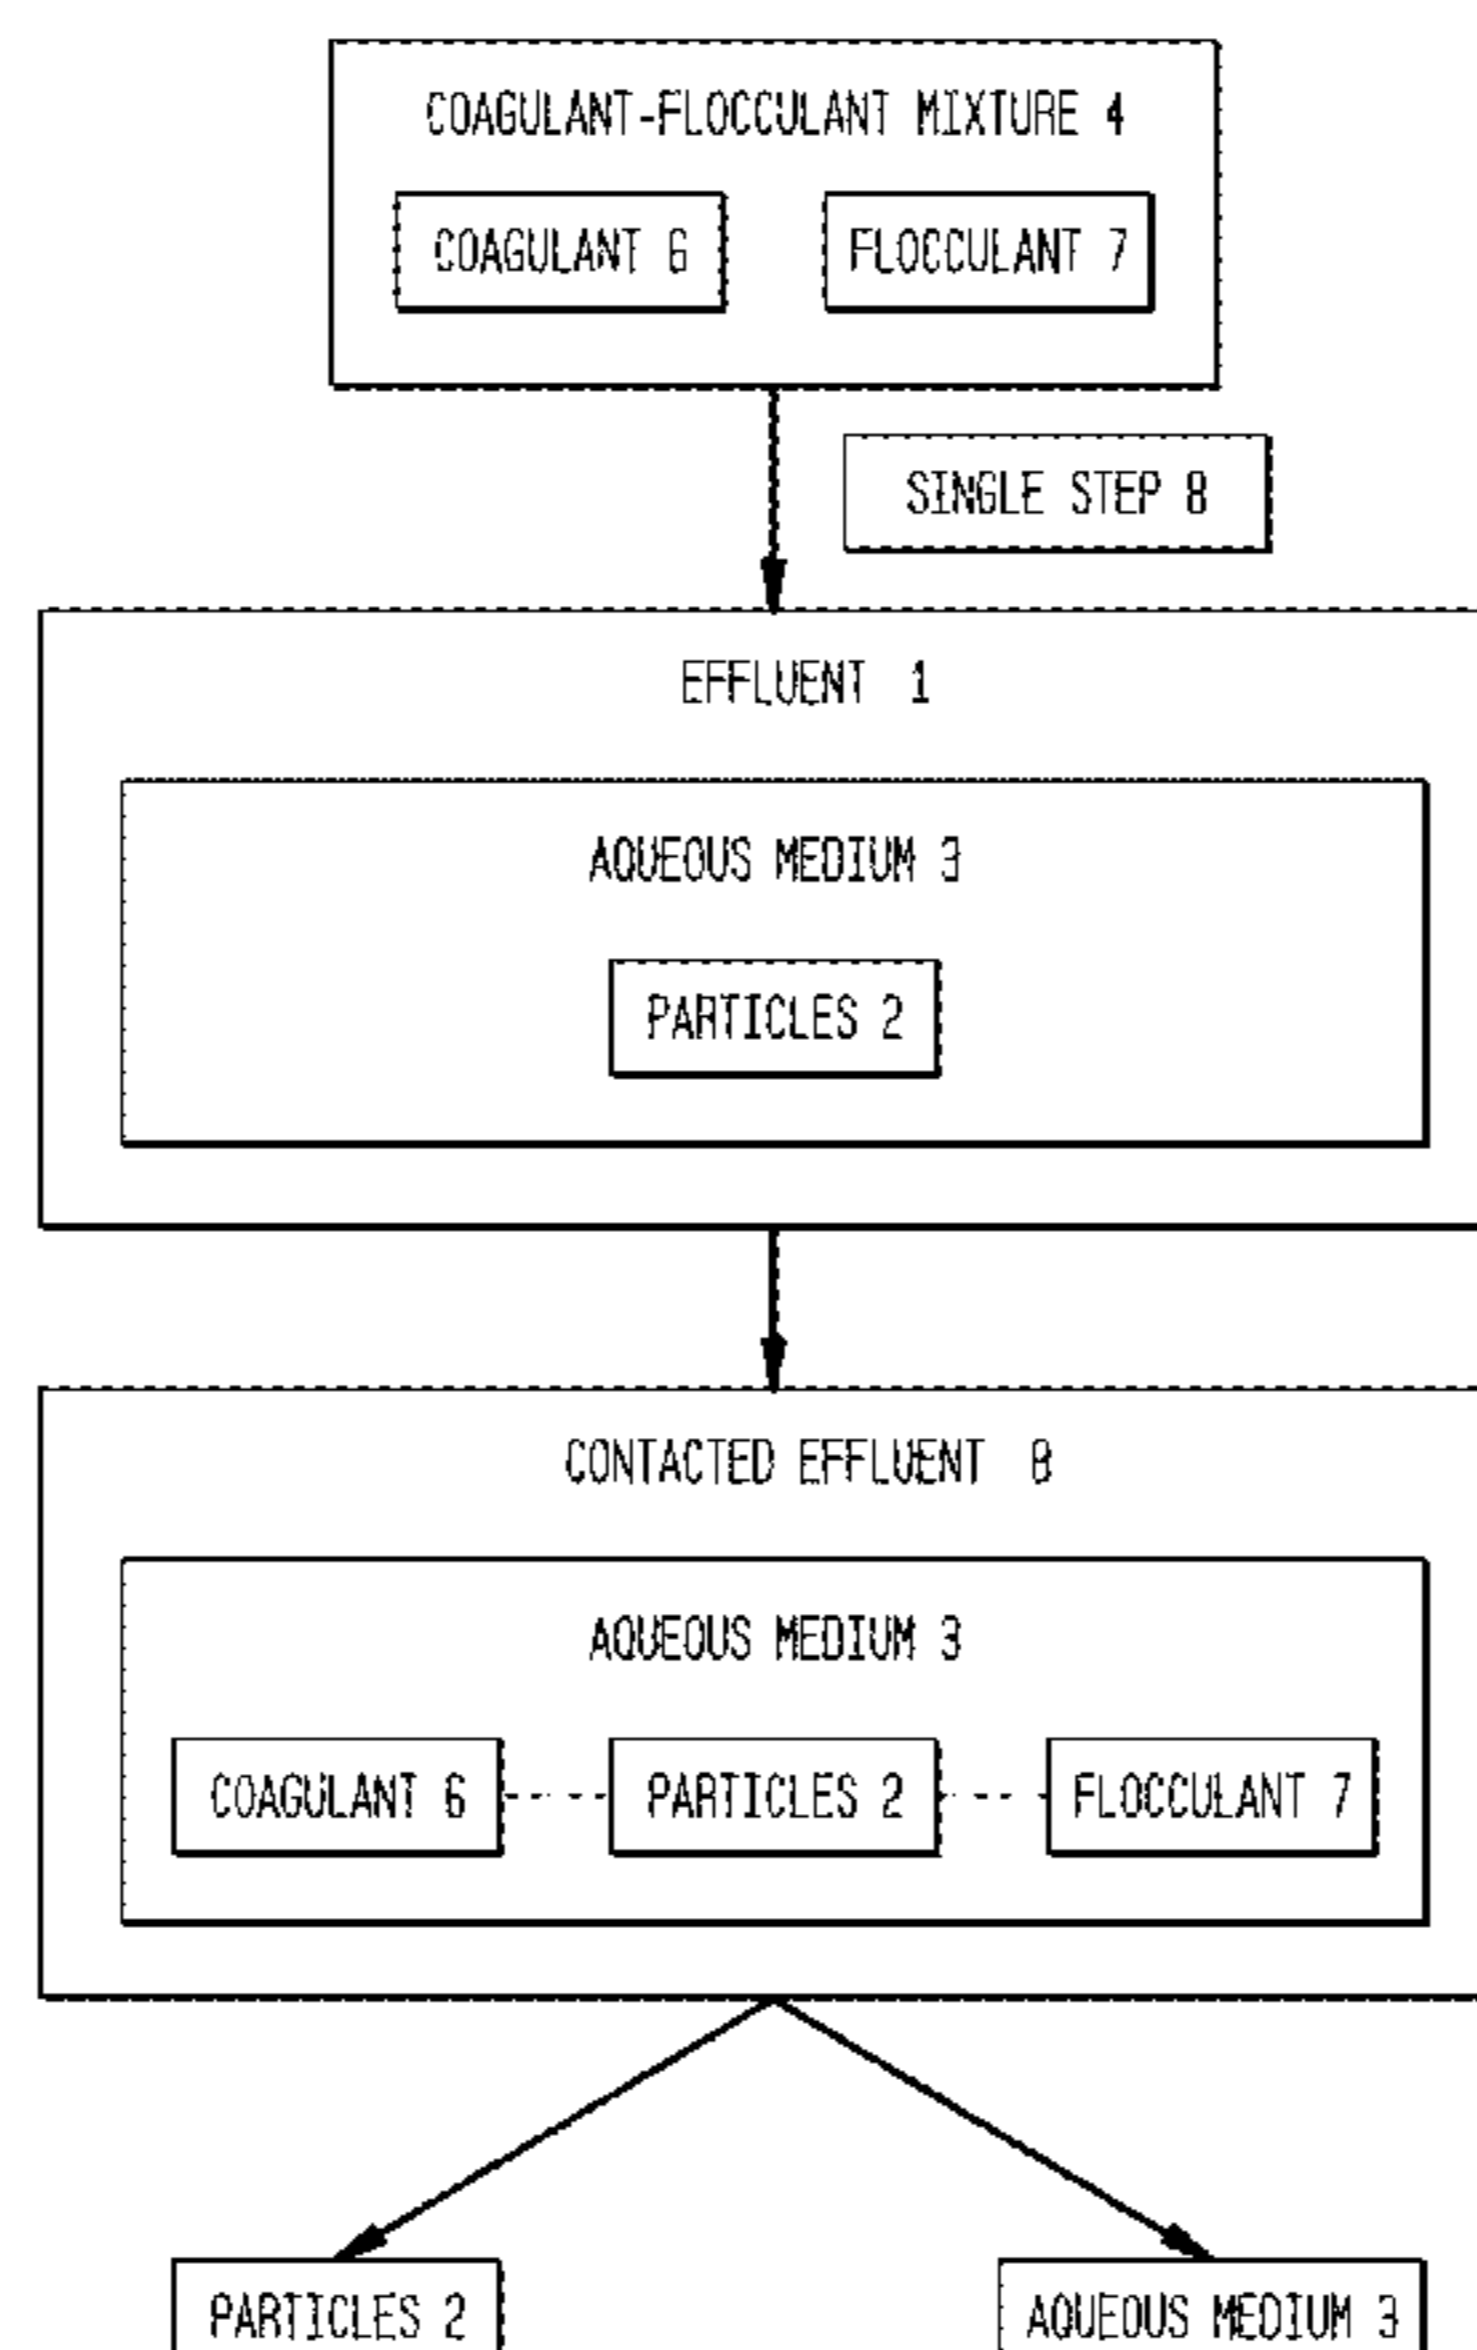 COAGULANT-FLOCCULANT MIXTURE 4
COAGULANT 6 FLOCCULANT 7
SINGLE STEP 8
EFFLUENT 1
AQUEOUS MEDIUM 3
PARTICLES 2
CONTACTED EFFLUENT 8
AQUEOUS MEDIUM 3
COAGULANT 6 PARTICLES 2 FLOCCULANT 7
PARTICLES 2 AQUEOUS MEDIUM 3